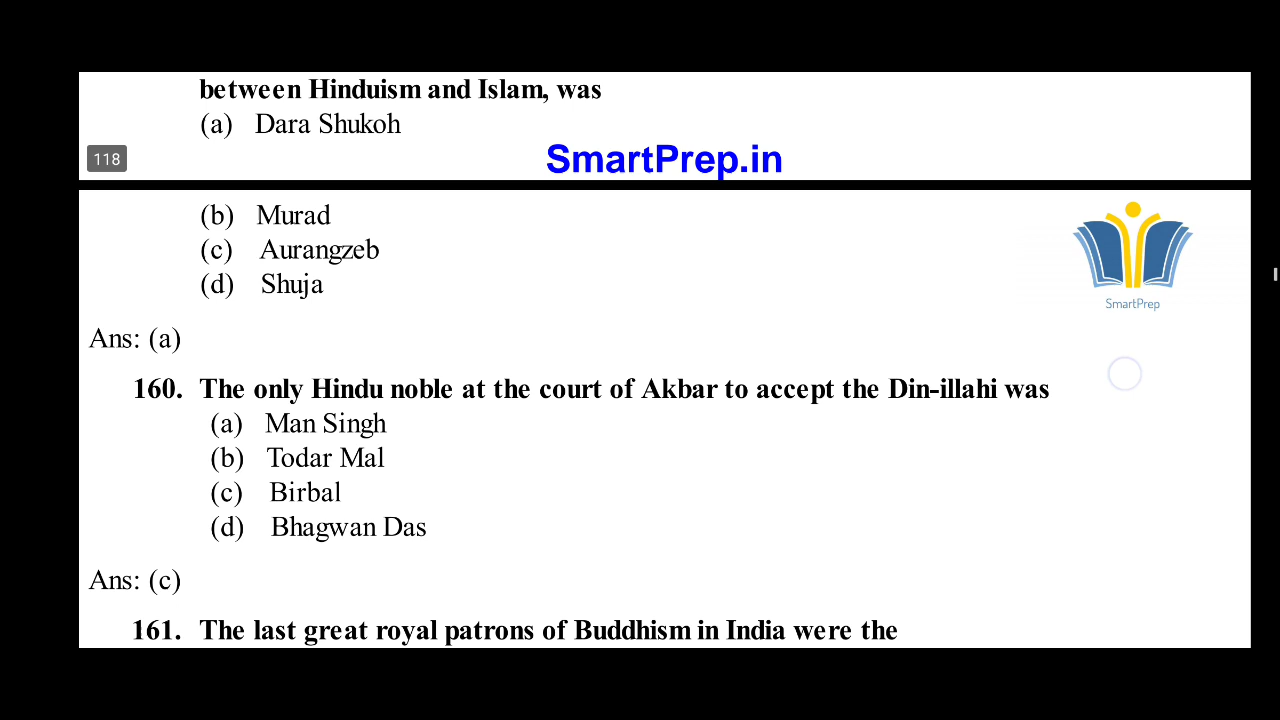 between Hinduism and Islam, was
(a) Dara Shukoh
118
SmartPrep.in
(b) Murad
(c) Aurangzeb
(d) Shuja
SmartPrep
Ans: (a)
160. The only Hindu noble at the court of Akbar to accept the Din-illahi was
(a) Man Singh
(b) Todar Mal
(c) Birbal
(d) Bhagwan Das
Ans: (c)
161. The last great royal patrons of Buddhism in India were the